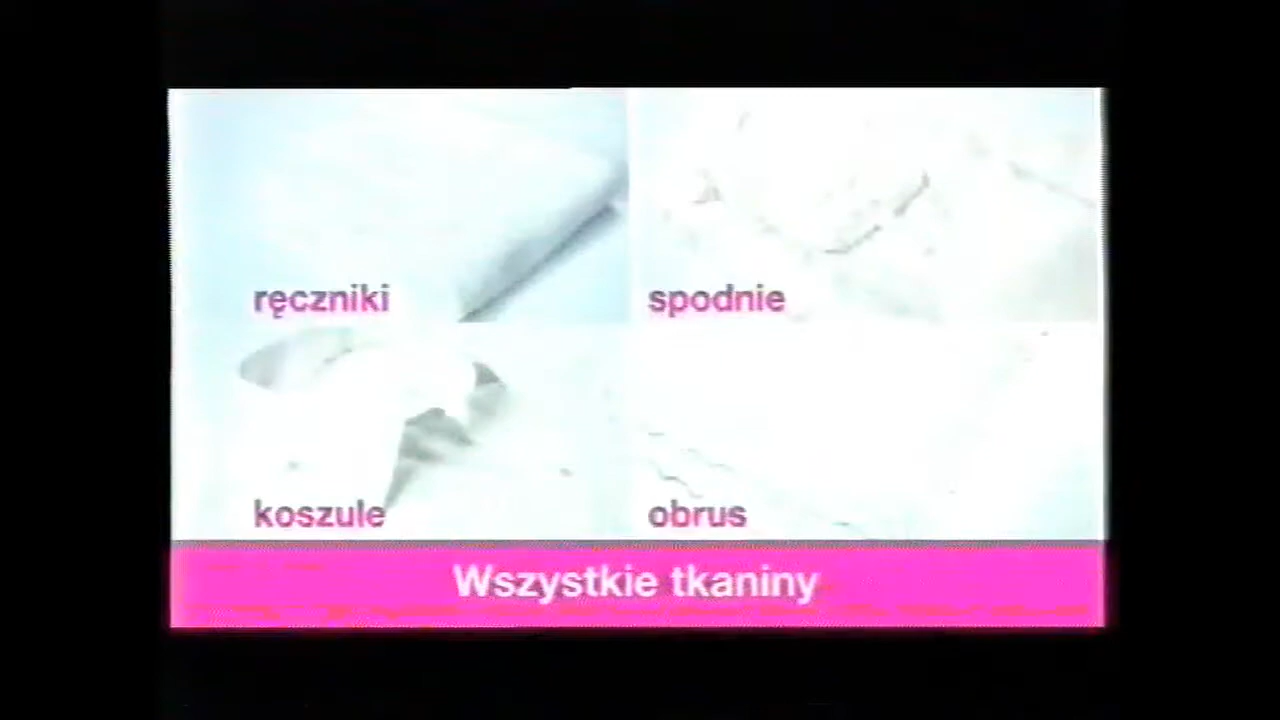 ręczniki
spodnie
koszule
obrus
Wszystkie tkaniny